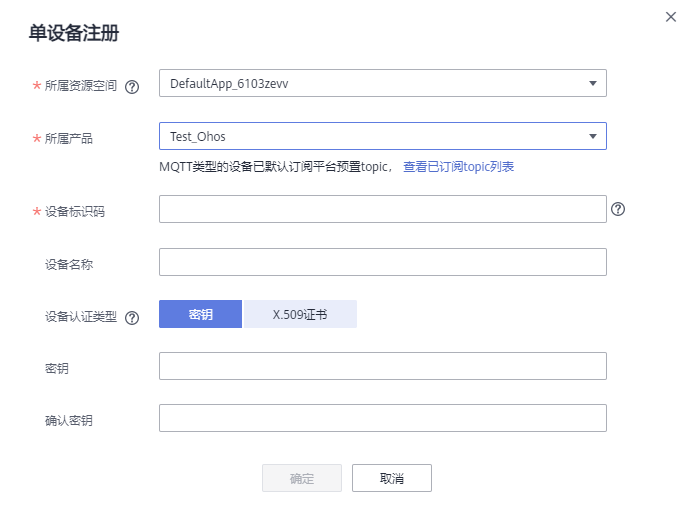 单设备注册
* 所属资源空间 ? DefaultApp_6103zevv
* 所属产品 Test_Ohos
MQTT类型的设备已默认订阅平台预置topic， 查看已订阅topic列表
* 设备标识码 ?
设备名称
设备认证类型 ? 密钥 X.509证书
密钥
确认密钥
确定 取消